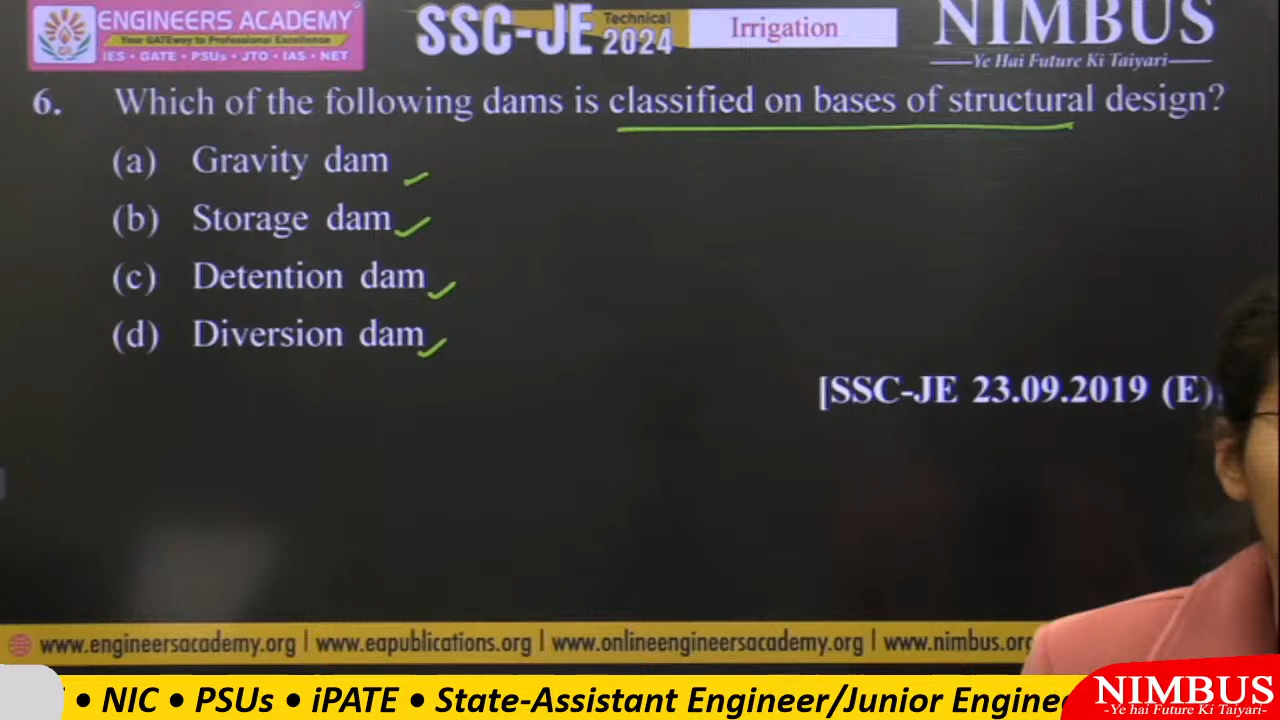 ENGINEERS ACADEMY
Your GATEway to Professional Excellence
IES • GATE • PSUs • JTO • IAS • NET
SSC-JE Technical 2024
Irrigation
NIMBUS
Ye Hai Future Ki Taiyari
6. Which of the following dams is classified on bases of structural design?
(a) Gravity dam
(b) Storage dam
(c) Detention dam
(d) Diversion dam
[SSC-JE 23.09.2019 (E)
www.engineersacademy.org | www.eapublications.org | www.onlineengineersacademy.org | www.nimbus.org
• NIC • PSUs • iPATE • State-Assistant Engineer/Junior Enginee
NIMBUS
-Ye hai Future Ki Taiyari-